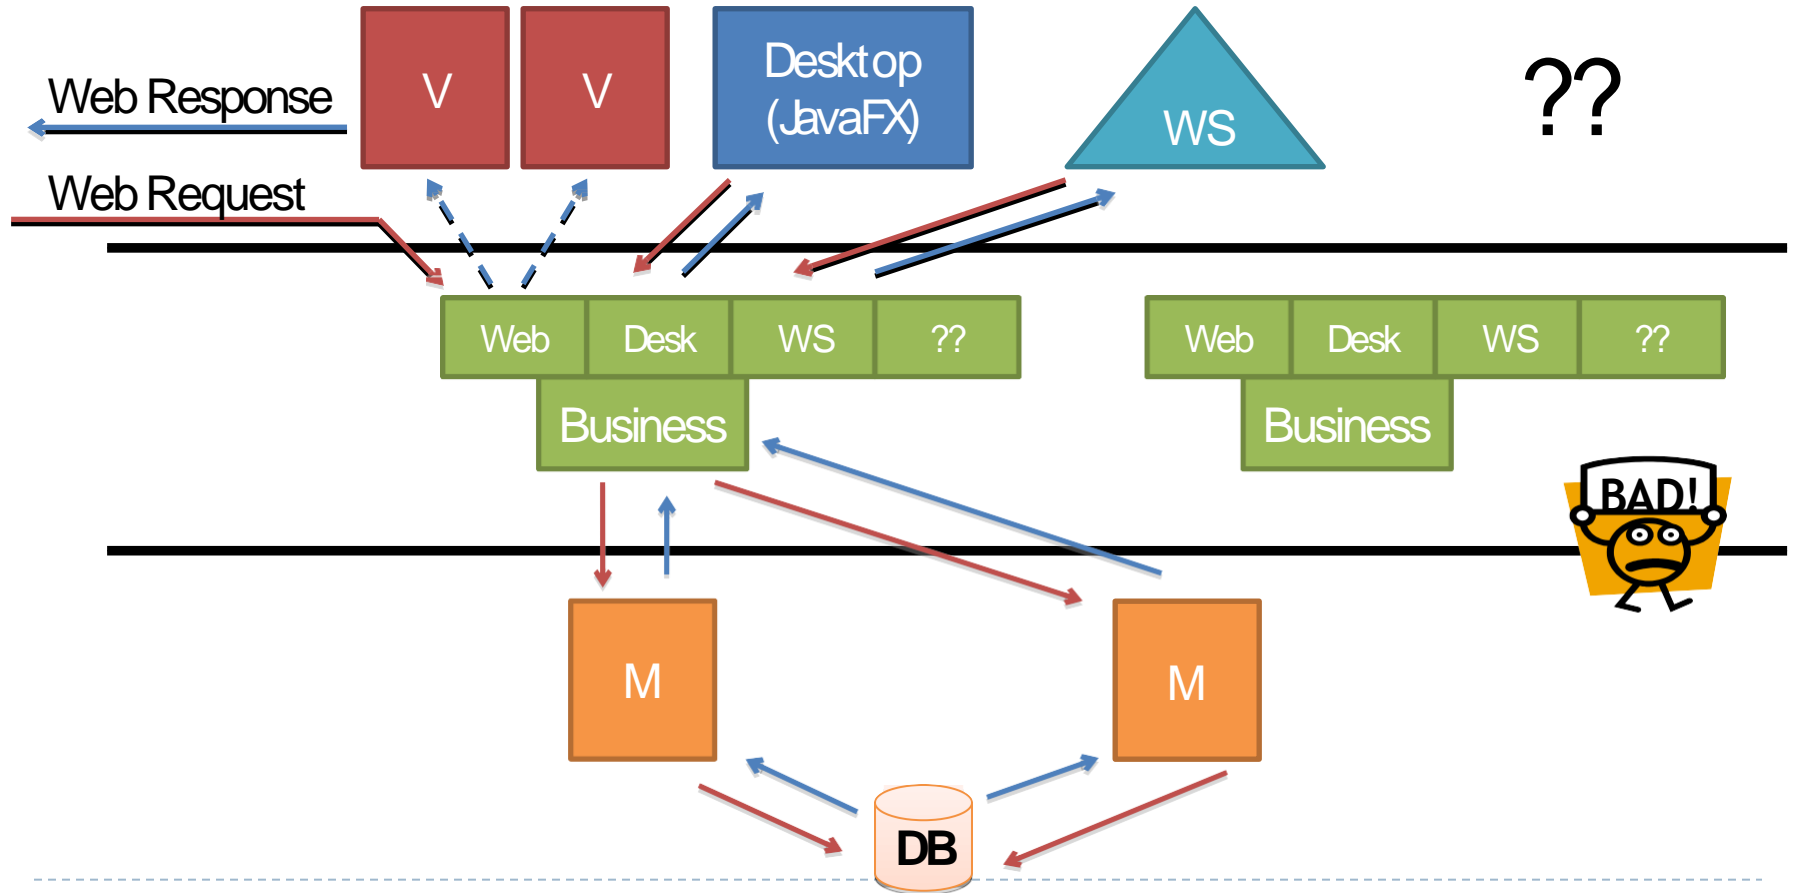 V
V
Desktop
(JavaFX)
WS
??
Web Response
Web Request
Web
Desk
WS
??
Business
Web
Desk
WS
??
Business
BAD!
M
M
DB